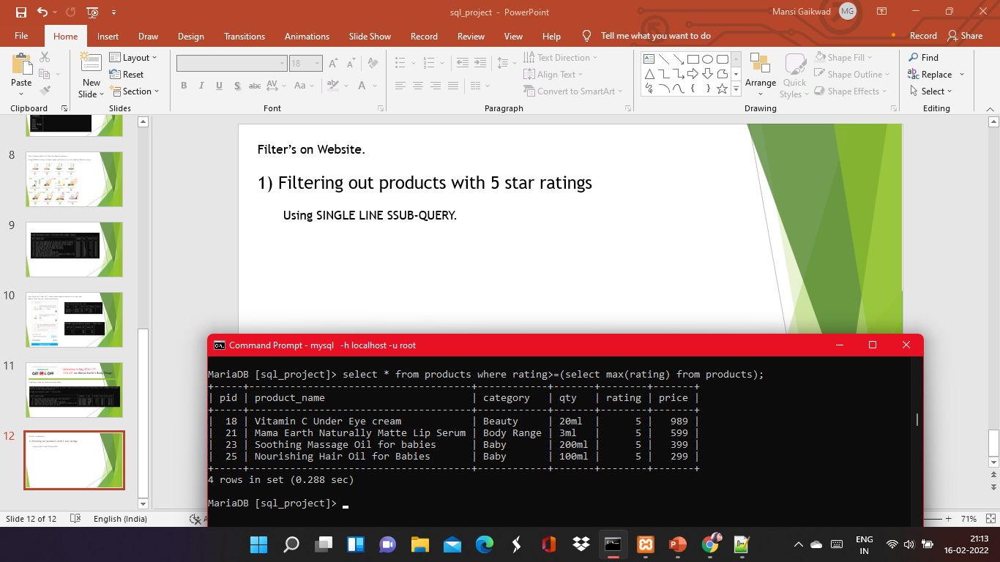 sql_project - PowerPoint
Mansi Gaikwad MG
File Home Insert Draw Design Transitions Animations Slide Show Record Review View Help Tell me what you want to do Record Share
Paste
New Slide
Layout
Reset
Section
18
B I U S abc AV Aa A
Text Direction
Align Text
Convert to SmartArt
Arrange
Quick Styles
Shape Fill
Shape Outline
Shape Effects
Find
Replace
Select
Clipboard Slides Font Paragraph Drawing Editing
8
9
10
11
12
Filter's on Website.
1) Filtering out products with 5 star ratings
Using SINGLE LINE SSUB-QUERY.
Command Prompt - mysql -h localhost -u root
MariaDB [sql_project]> select * from products where rating>=(select max(rating) from products);
+-----+--------------------------------------+------------+-------+--------+-------+
| pid | product_name | category | qty | rating | price |
+-----+--------------------------------------+------------+-------+--------+-------+
| 18 | Vitamin C Under Eye cream | Beauty | 20ml | 5 | 989 |
| 21 | Mama Earth Naturally Matte Lip Serum | Body Range | 3ml | 5 | 599 |
| 23 | Soothing Massage Oil for babies | Baby | 200ml | 5 | 399 |
| 25 | Nourishing Hair Oil for Babies | Baby | 100ml | 5 | 299 |
+-----+--------------------------------------+------------+-------+--------+-------+
4 rows in set (0.288 sec)
MariaDB [sql_project]>
Slide 12 of 12 English (India) 71%
ENG
IN
21:13
16-02-2022